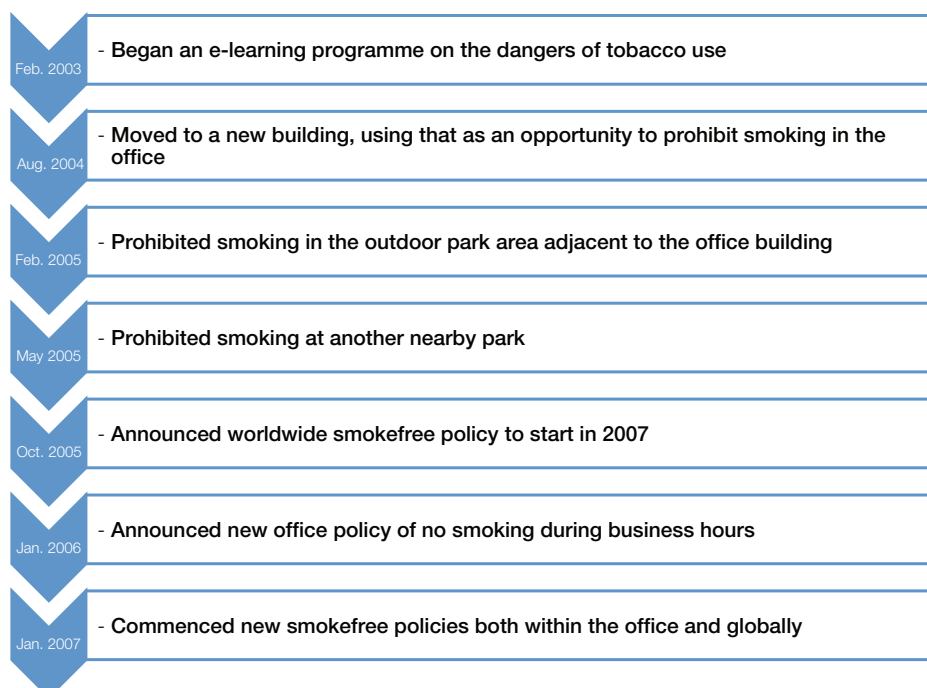 Feb. 2003
- Began an e-learning programme on the dangers of tobacco use
Aug. 2004
- Moved to a new building, using that as an opportunity to prohibit smoking in the
office
Feb. 2005
- Prohibited smoking in the outdoor park area adjacent to the office building
May 2005
- Prohibited smoking at another nearby park
Oct. 2005
- Announced worldwide smokefree policy to start in 2007
Jan. 2006
- Announced new office policy of no smoking during business hours
Jan. 2007
- Commenced new smokefree policies both within the office and globally